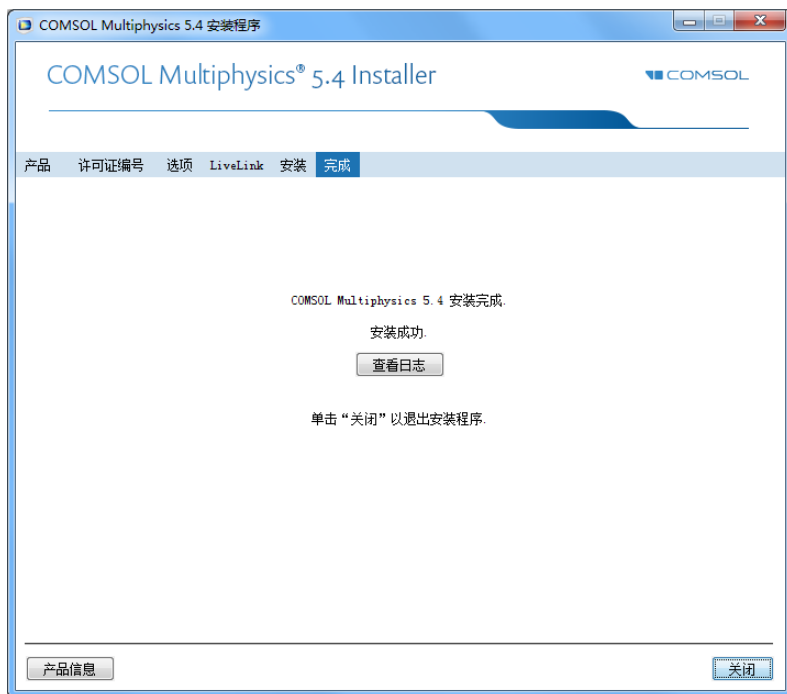 COMSOL Multiphysics 5.4 安装程序
COMSOL Multiphysics® 5.4 Installer
COMSOL
产品 许可证编号 选项 LiveLink 安装 完成
COMSOL Multiphysics 5.4 安装完成.
安装成功.
查看日志
单击“关闭”以退出安装程序.
产品信息 关闭